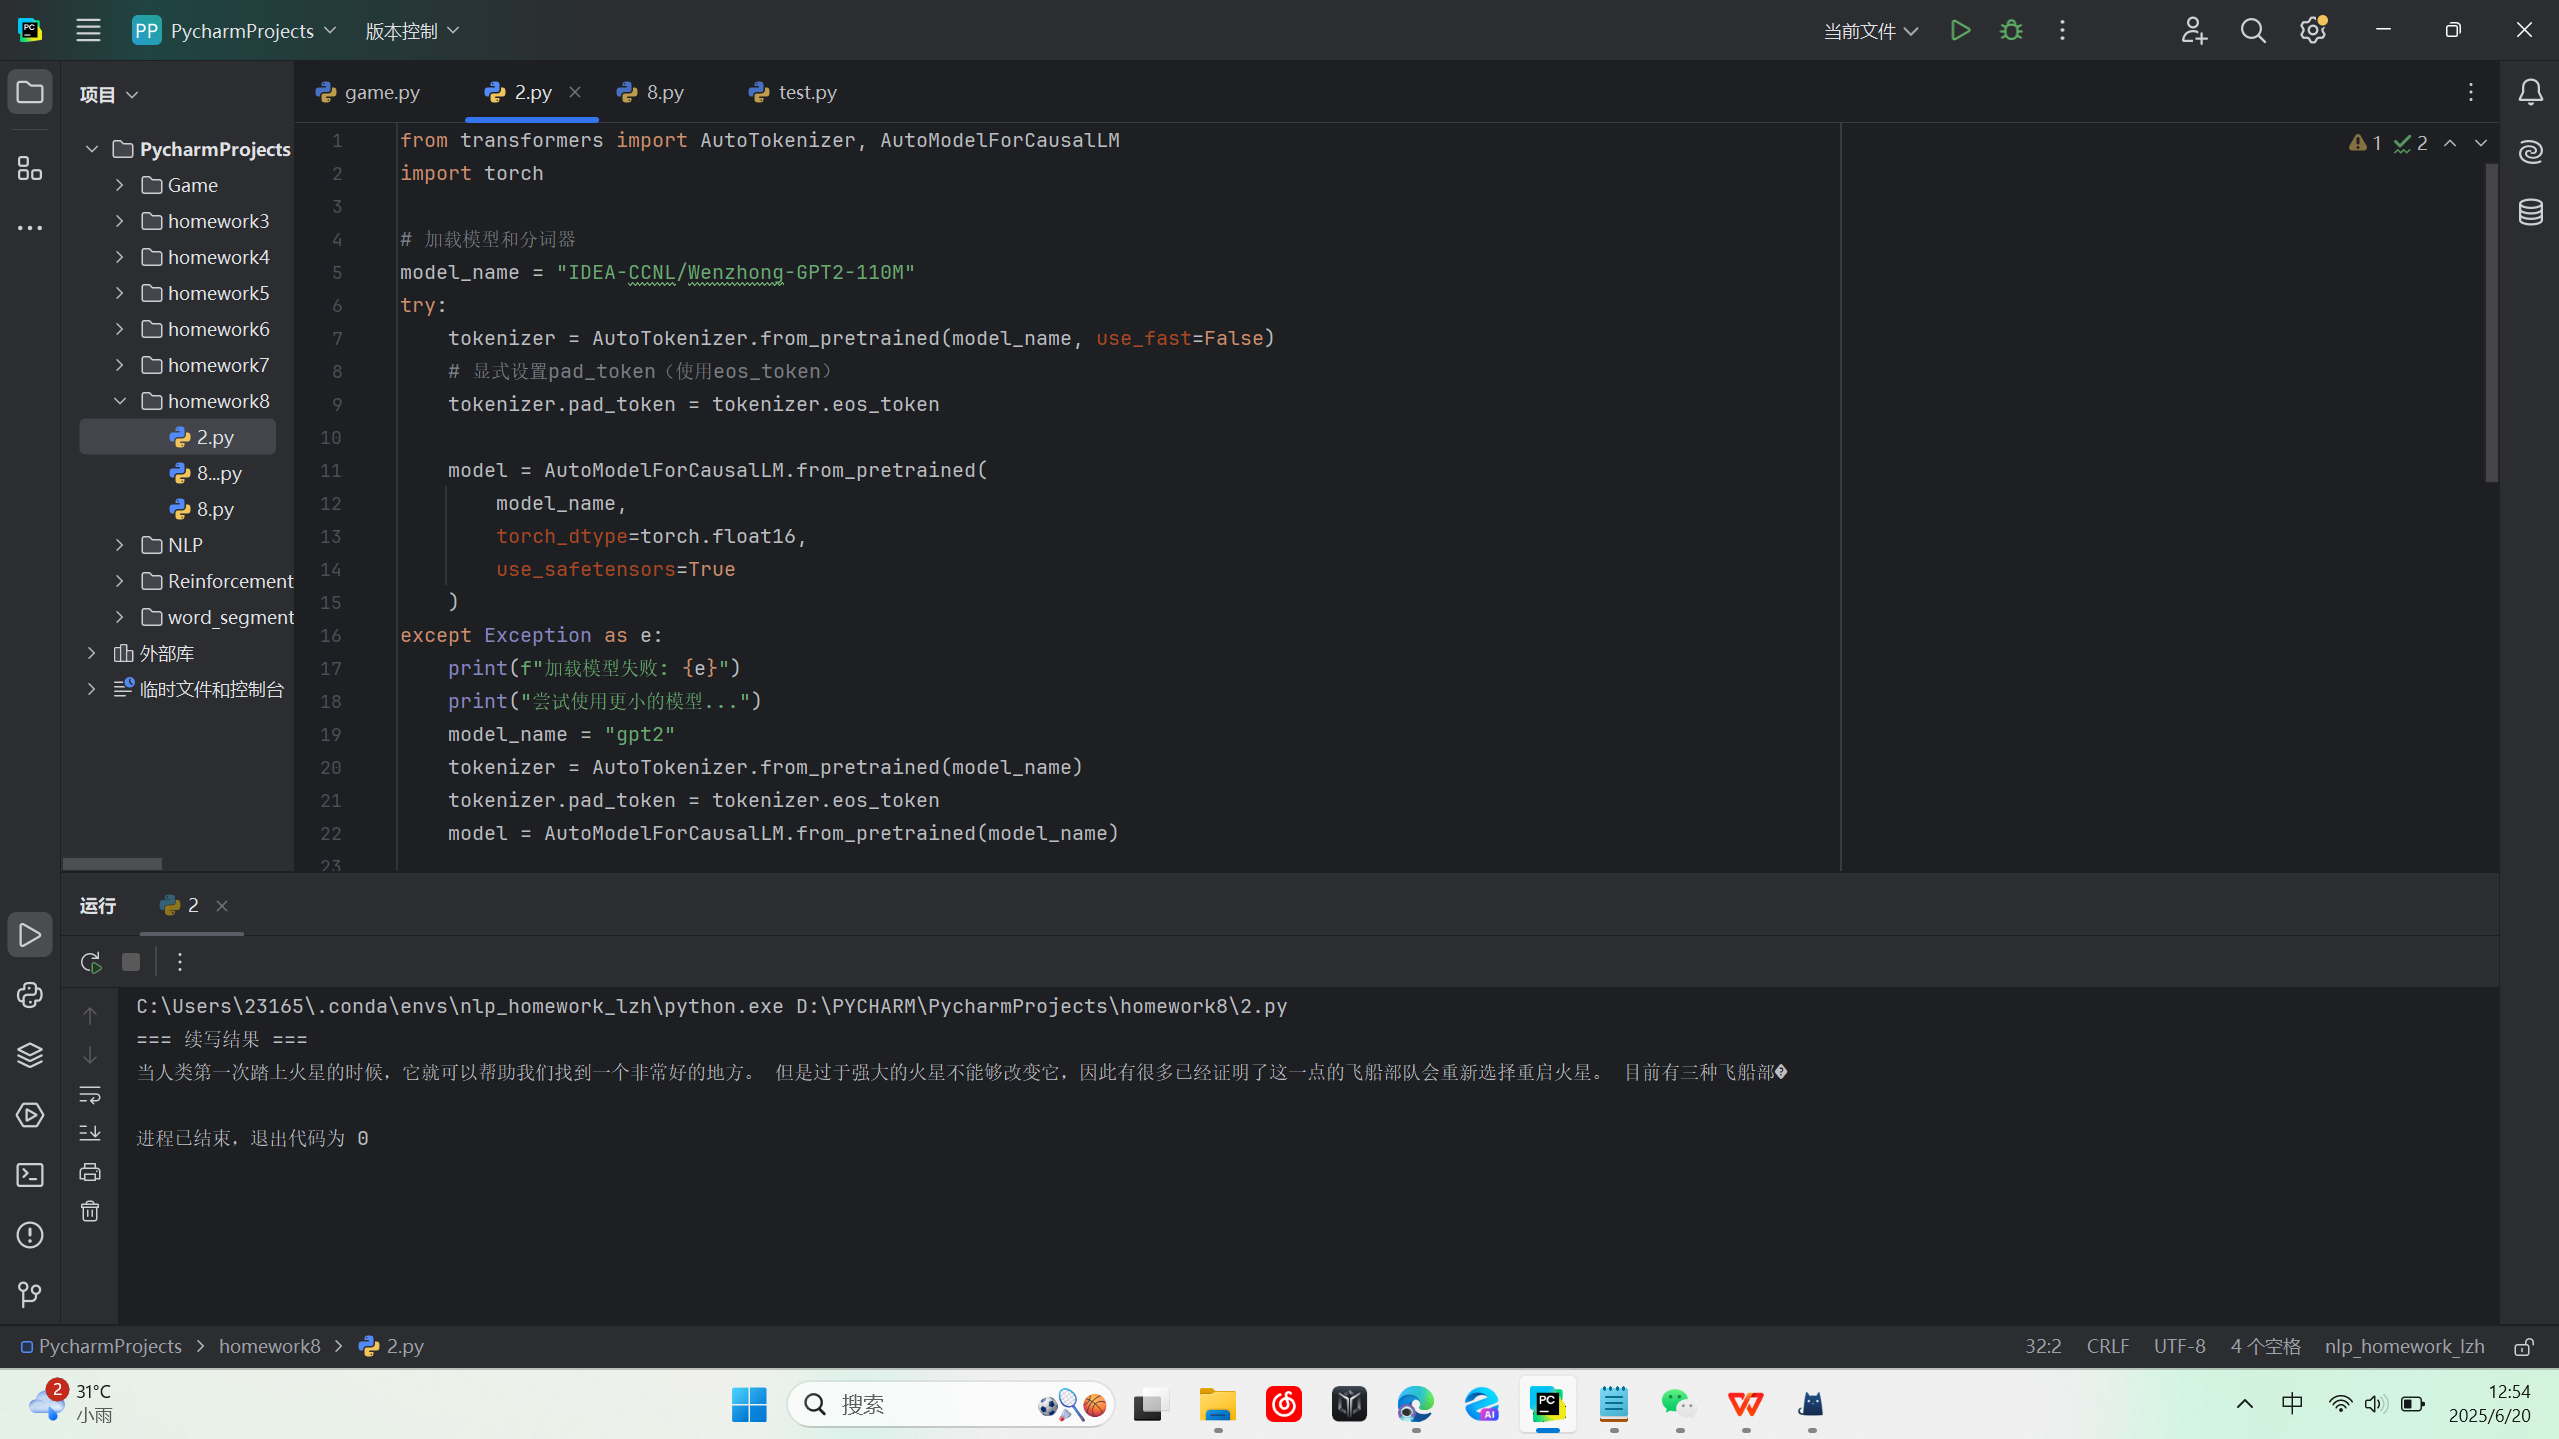 PC
PP PycharmProjects
版本控制
当前文件
项目
game.py
2.py
8.py
test.py
PycharmProjects
Game
homework3
homework4
homework5
homework6
homework7
homework8
2.py
8...py
8.py
NLP
Reinforcement
word_segment
外部库
临时文件和控制台
1 from transformers import AutoTokenizer, AutoModelForCausalLM
2 import torch
3
4 # 加载模型和分词器
5 model_name = "IDEA-CCNL/Wenzhong-GPT2-110M"
6 try:
7 tokenizer = AutoTokenizer.from_pretrained(model_name, use_fast=False)
8 # 显式设置pad_token（使用eos_token）
9 tokenizer.pad_token = tokenizer.eos_token
10
11 model = AutoModelForCausalLM.from_pretrained(
12 model_name,
13 torch_dtype=torch.float16,
14 use_safetensors=True
15 )
16 except Exception as e:
17 print(f"加载模型失败: {e}")
18 print("尝试使用更小的模型...")
19 model_name = "gpt2"
20 tokenizer = AutoTokenizer.from_pretrained(model_name)
21 tokenizer.pad_token = tokenizer.eos_token
22 model = AutoModelForCausalLM.from_pretrained(model_name)
23
1 2
运行
2
C:\Users\23165\.conda\envs\nlp_homework_lzh\python.exe D:\PYCHARM\PycharmProjects\homework8\2.py
=== 续写结果 ===
当人类第一次踏上火星的时候，它就可以帮助我们找到一个非常好的地方。 但是过于强大的火星不能够改变它，因此有很多已经证明了这一点的飞船部队会重新选择重启火星。 目前有三种飞船部�
进程已结束，退出代码为 0
PycharmProjects > homework8 > 2.py
32:2 CRLF UTF-8 4 个空格 nlp_homework_lzh
2
31°C
小雨
搜索
AI
PC
中
12:54
2025/6/20